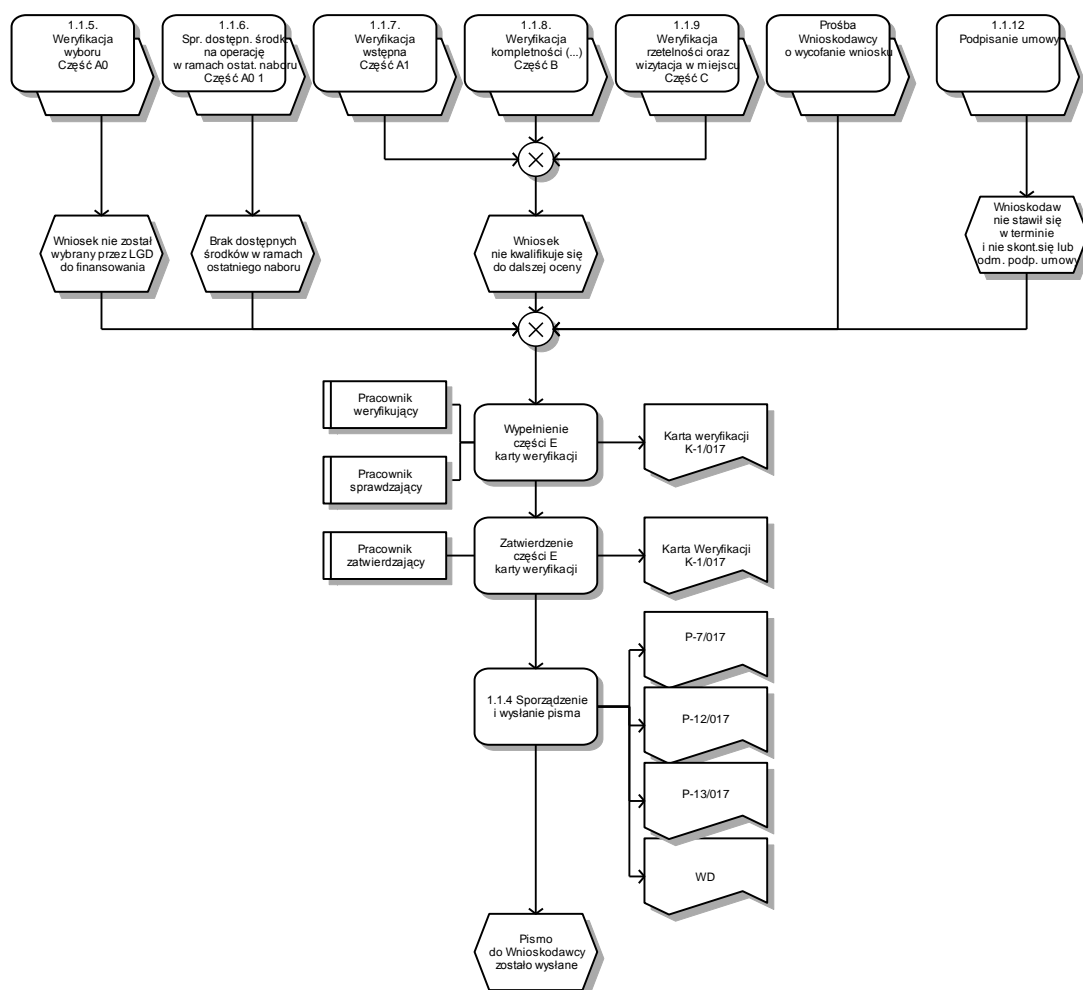 1.1.5.
Weryfikacja
wyboru
Część A0
1.1.6.
Spr. dostępn. środk
na operację
w ramach ostat. naboru
Część A0 1
1.1.7.
Weryfikacja
wstępna
Część A1
1.1.8.
Weryfikacja
kompletności (...)
Część B
1.1.9
Weryfikacja
rzetelności oraz
wizytacja w miejscu
Część C
Prośba
Wnioskodawcy
o wycofanie wniosku
1.1.12
Podpisanie umowy
Wniosek nie został
wybrany przez LGD
do finansowania
Brak dostępnych
środków w ramach
ostatniego naboru
Wniosek
nie kwalifikuje się
do dalszej oceny
Wnioskodaw
nie stawił się
w terminie
i nie skont.się lub
odm. podp. umowy
Pracownik
weryfikujący
Wypełnienie
części E
karty weryfikacji
Karta weryfikacji
K-1/017
Pracownik
sprawdzający
Pracownik
zatwierdzający
Zatwierdzenie
części E
karty weryfikacji
Karta Weryfikacji
K-1/017
P-7/017
1.1.4 Sporządzenie
i wysłanie pisma
P-12/017
P-13/017
WD
Pismo
do Wnioskodawcy
zostało wysłane